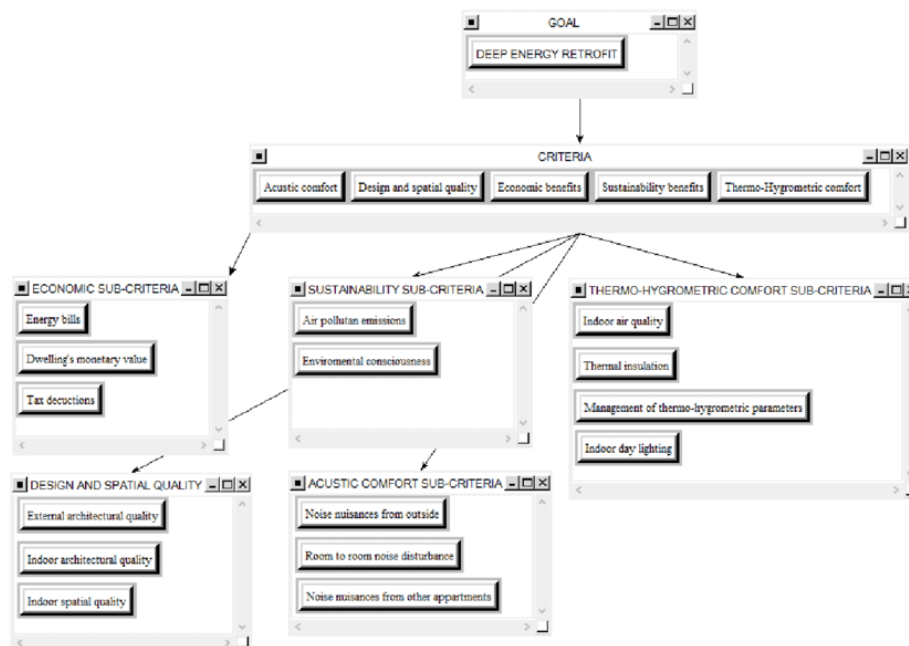 GOAL
DEEP ENERGY RETROFIT
CRITERIA
Acustic comfort
Design and spatial quality
Economic benefits
Sustainability benefits
Thermo-Hygrometric comfort
ECONOMIC SUB-CRITERIA
Energy bills
Dwelling's monetary value
Tax decuctions
SUSTAINABILITY SUB-CRITERIA
Air pollutan emissions
Enviromental consciousness
THERMO-HYGROMETRIC COMFORT SUB-CRITERIA
Indoor air quality
Thermal insulation
Management of thermo-hygrometric parameters
Indoor day lighting
DESIGN AND SPATIAL QUALITY
External architectural quality
Indoor architectural quality
Indoor spatial quality
ACUSTIC COMFORT SUB-CRITERIA
Noise nuisances from outside
Room to room noise disturbance
Noise nuisances from other appartments